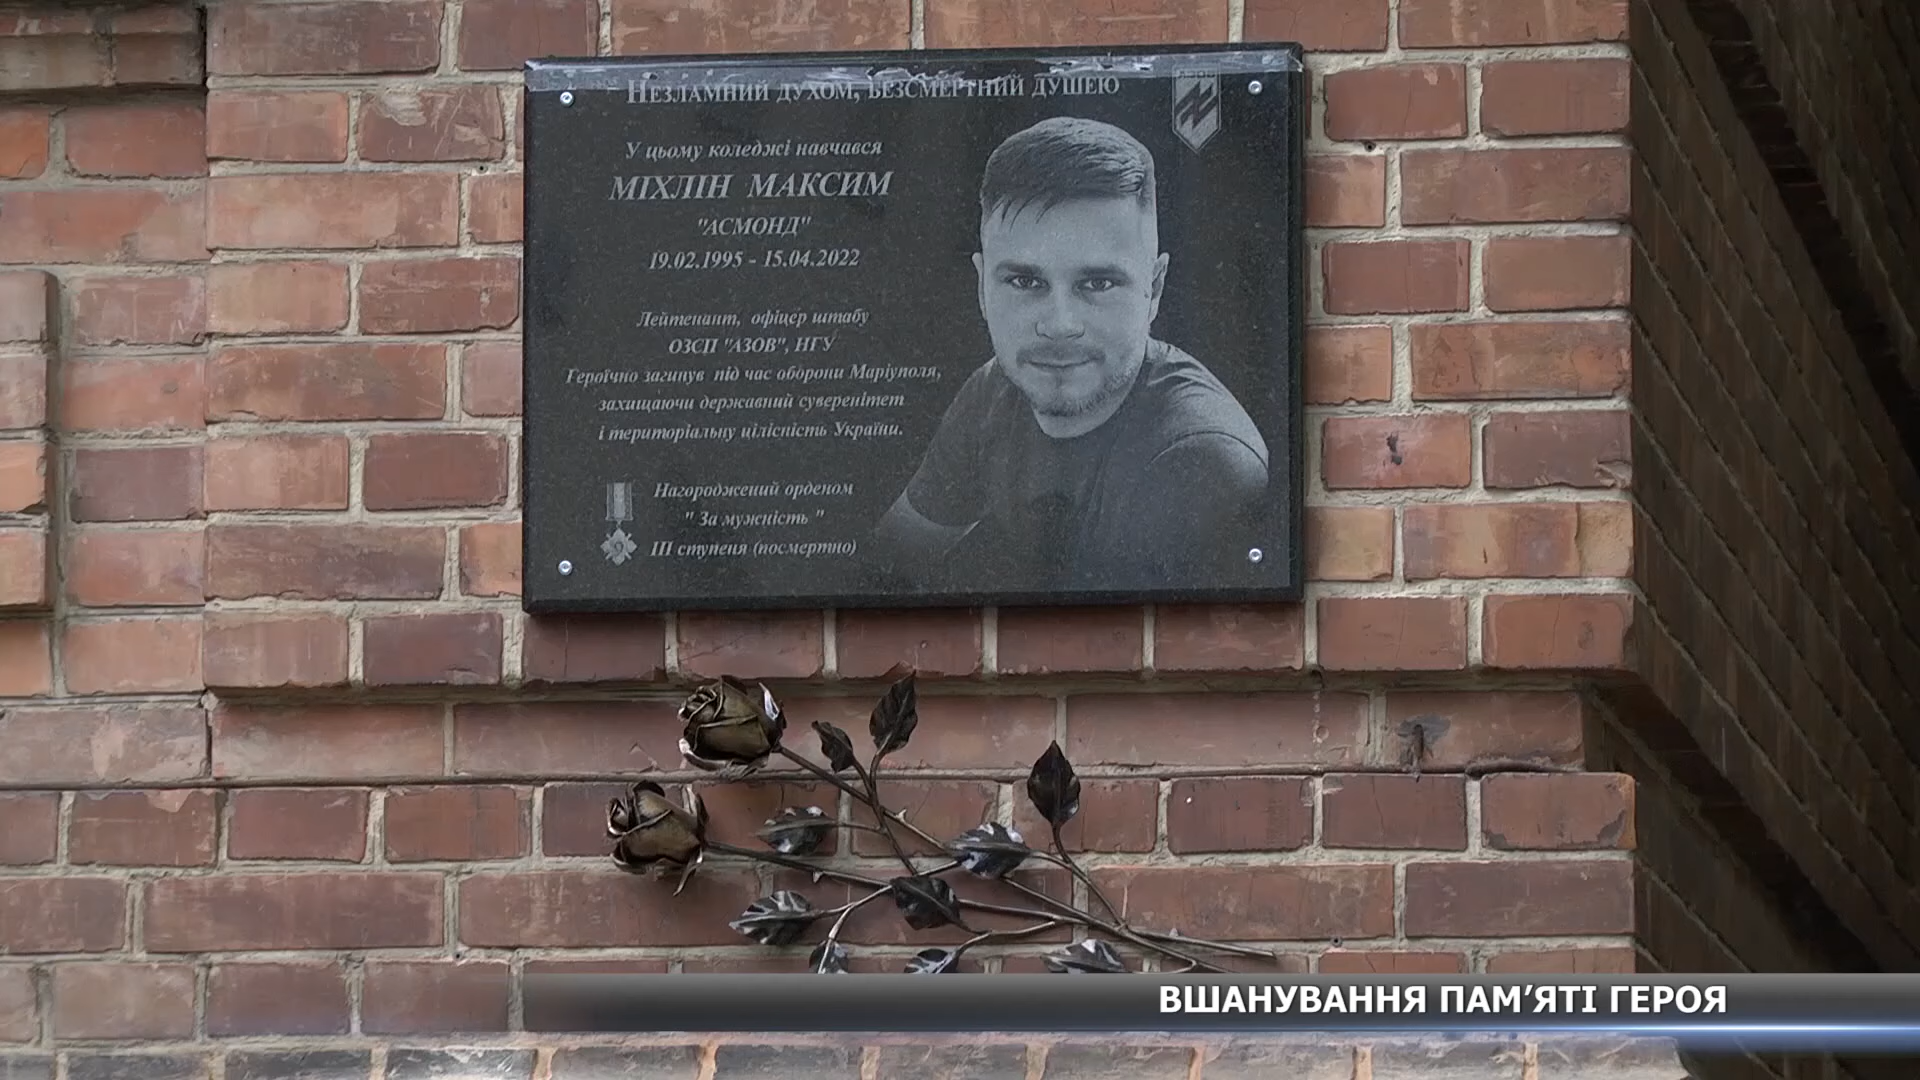 Незламний духом, безсмертний душею
У цьому коледжі навчався
МІХЛІН МАКСИМ
"АСМОНД"
19.02.1995 - 15.04.2022
Лейтенант, офіцер штабу
ОЗСП "АЗОВ", НГУ
Героїчно загинув під час оборони Маріуполя,
захищаючи державний суверенітет
і територіальну цілісність України.
Нагороджений орденом
" За мужність "
III ступеня (посмертно)
ВШАНУВАННЯ ПАМ’ЯТІ ГЕРОЯ